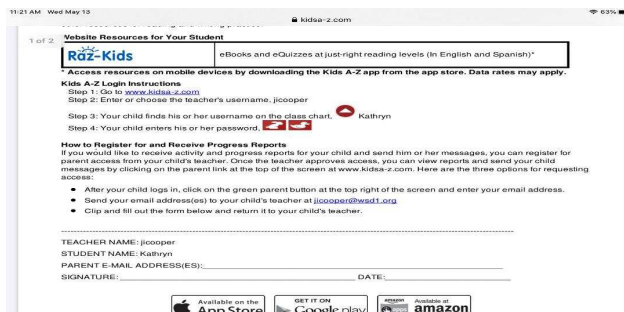 11:21 AM Wed May 13
kidsa-z.com
63%
1 of 2
Website Resources for Your Student
Raz-Kids
eBooks and eQuizzes at just-right reading levels (In English and Spanish)*
* Access resources on mobile devices by downloading the Kids A-Z app from the app store. Data rates may apply.
Kids A-Z Login Instructions
Step 1: Go to www.kidsa-z.com
Step 2: Enter or choose the teacher's username, jicooper
Step 3: Your child finds his or her username on the class chart, Kathryn
Step 4: Your child enters his or her password,
How to Register for and Receive Progress Reports
If you would like to receive activity and progress reports for your child and send him or her messages, you can register for
parent access from your child's teacher. Once the teacher approves access, you can view reports and send your child
messages by clicking on the parent link at the top of the screen at www.kidsa-z.com. Here are the three options for requesting
access:
• After your child logs in, click on the green parent button at the top right of the screen and enter your email address.
• Send your email address(es) to your child's teacher at jicooper@wsd1.org
• Clip and fill out the form below and return it to your child's teacher.
TEACHER NAME: jicooper
STUDENT NAME: Kathryn
PARENT E-MAIL ADDRESS(ES):
SIGNATURE: DATE:
Available on the
App Store
GET IT ON
Google play
amazon
apps
Available at
amazon